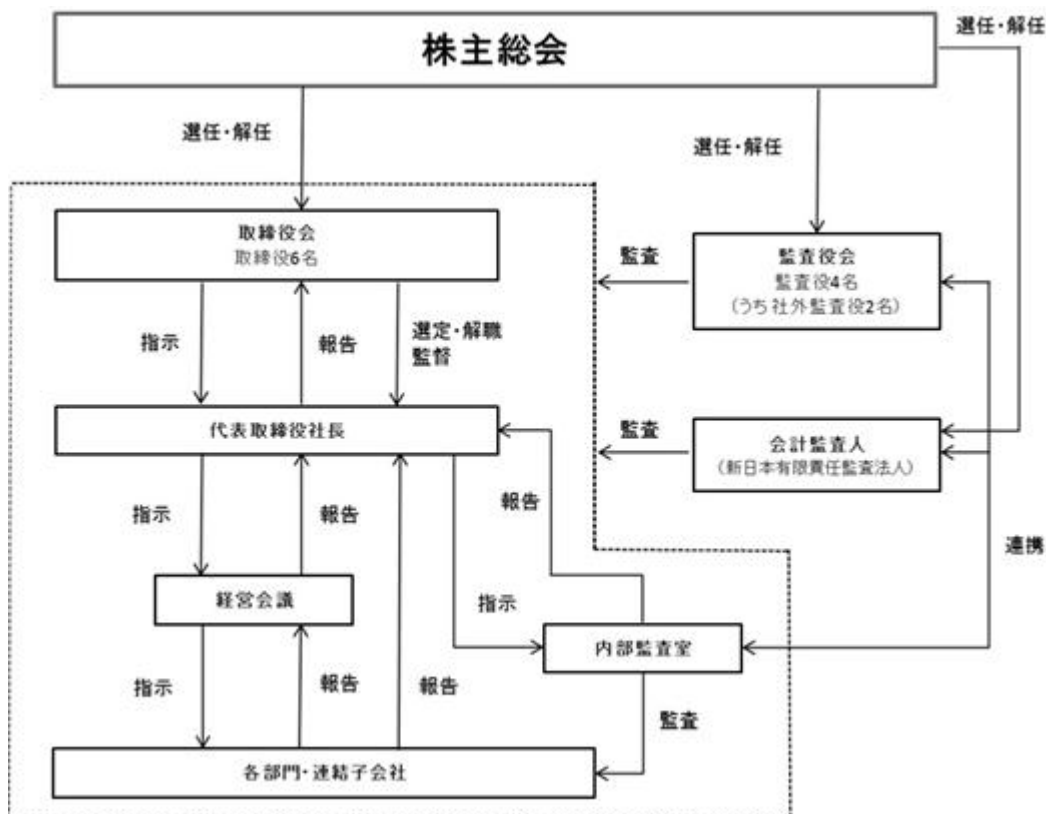 選任・解任
株主総会
選任・解任
選任・解任
取締役会
取締役6名
監査
監査役会
監査役4名
(うち社外監査役2名)
指示
報告
選定・解職
監督
代表取締役社長
監査
会計監査人
(新日本有限責任監査法人)
指示
報告
報告
連携
経営会議
指示
内部監査室
指示
報告
報告
監査
各部門・連結子会社